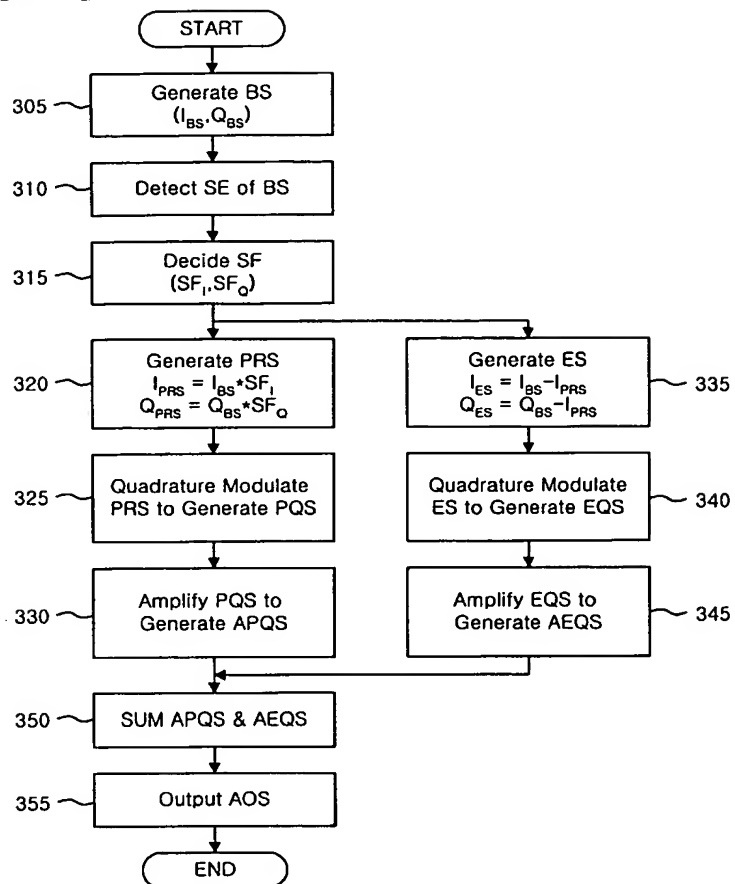 START
305
Generate BS
(I_BS,Q_BS)
310
Detect SE of BS
315
Decide SF
(SF_I,SF_Q)
320
Generate PRS
I_PRS = I_BS*SF_I
Q_PRS = Q_BS*SF_Q
Generate ES
I_ES = I_BS−I_PRS
Q_ES = Q_BS−I_PRS
335
325
Quadrature Modulate
PRS to Generate PQS
Quadrature Modulate
ES to Generate EQS
340
330
Amplify PQS to
Generate APQS
Amplify EQS to
Generate AEQS
345
350
SUM APQS & AEQS
355
Output AOS
END